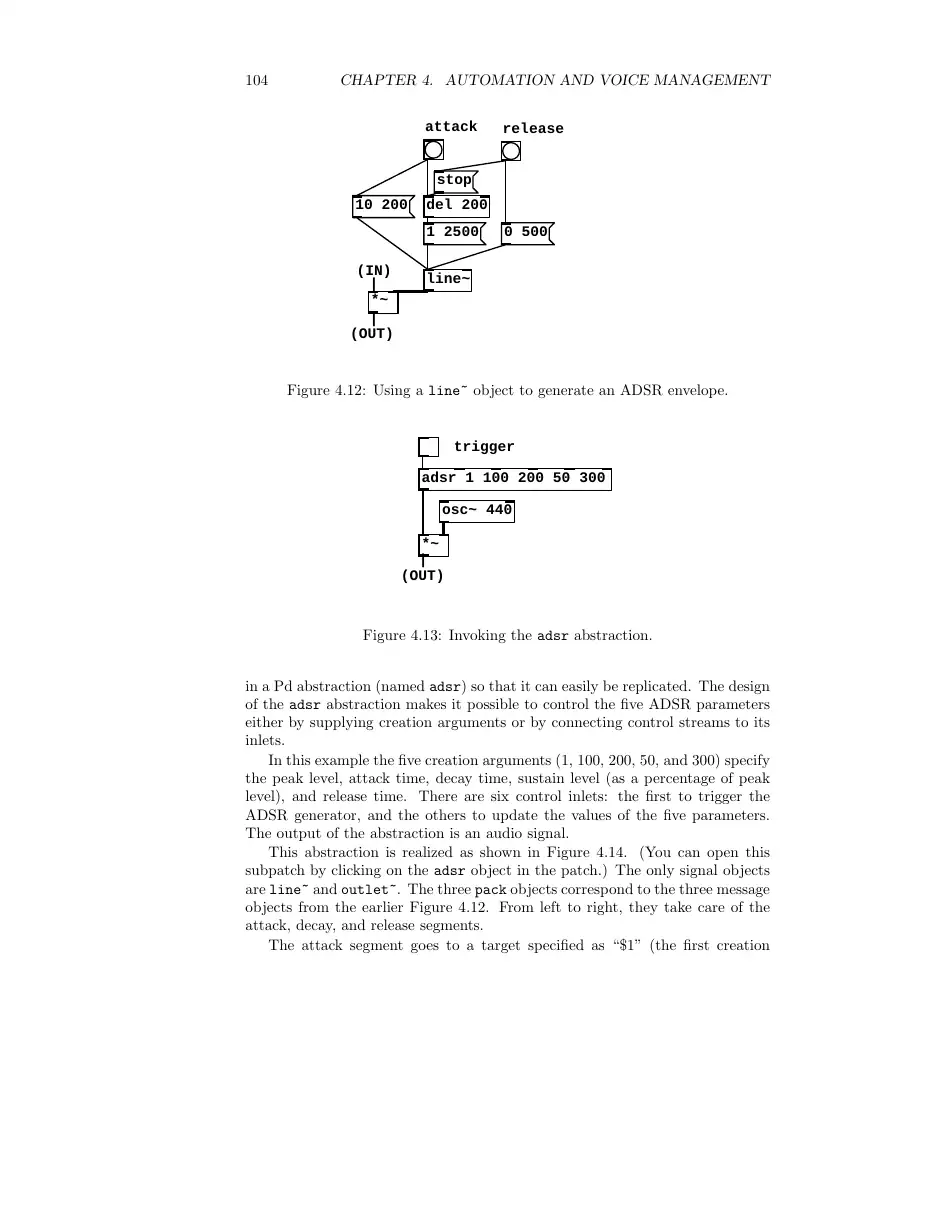 104 CHAPTER 4. AUTOMATION AND VOICE MANAGEMENT
attack release
stop
10 200 del 200
1 2500 0 500
(IN) line~
*~
(OUT)
Figure 4.12: Using a line~ object to generate an ADSR envelope.
trigger
adsr 1 100 200 50 300
osc~ 440
*~
(OUT)
Figure 4.13: Invoking the adsr abstraction.
in a Pd abstraction (named adsr) so that it can easily be replicated. The design
of the adsr abstraction makes it possible to control the five ADSR parameters
either by supplying creation arguments or by connecting control streams to its
inlets.
In this example the five creation arguments (1, 100, 200, 50, and 300) specify
the peak level, attack time, decay time, sustain level (as a percentage of peak
level), and release time. There are six control inlets: the first to trigger the
ADSR generator, and the others to update the values of the five parameters.
The output of the abstraction is an audio signal.
This abstraction is realized as shown in Figure 4.14. (You can open this
subpatch by clicking on the adsr object in the patch.) The only signal objects
are line~ and outlet~. The three pack objects correspond to the three message
objects from the earlier Figure 4.12. From left to right, they take care of the
attack, decay, and release segments.
The attack segment goes to a target specified as “$1” (the first creation